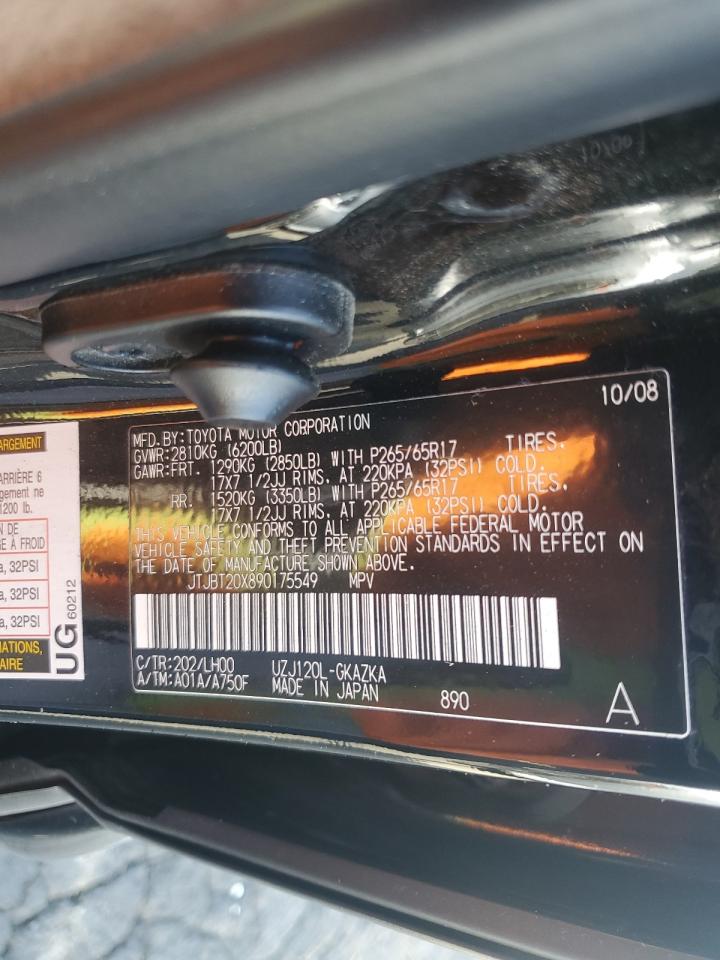 10/08
MFD. BY: TOYOTA MOTOR CORPORATION
GVWR: 2810KG (6200LB)
GAWR: FRT. 1290KG (2850LB) WITH P265/65R17 TIRES,
17X7 1/2JJ RIMS, AT 220KPA (32PSI) COLD.
RR. 1520KG (3350LB) WITH P265/65R17 TIRES,
17X7 1/2JJ RIMS, AT 220KPA (32PSI) COLD.
THIS VEHICLE CONFORMS TO ALL APPLICABLE FEDERAL MOTOR
VEHICLE SAFETY AND THEFT PREVENTION STANDARDS IN EFFECT ON
THE DATE OF MANUFACTURE SHOWN ABOVE.
JTJBT20X890175549 MPV
C/TR: 202/LH00 UZJ120L-GKAZKA
A/TM: A01A/A750F MADE IN JAPAN 890 A
ARGEMENT
ARRIÈRE 6
gement ne
1200 lb.
N DE
E À FROID
a, 32PSI
a, 32PSI
a, 32PSI
MATIONS,
AIRE
UG 60212